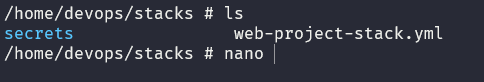 /home/devops/stacks # ls
secrets                 web-project-stack.yml
/home/devops/stacks # nano